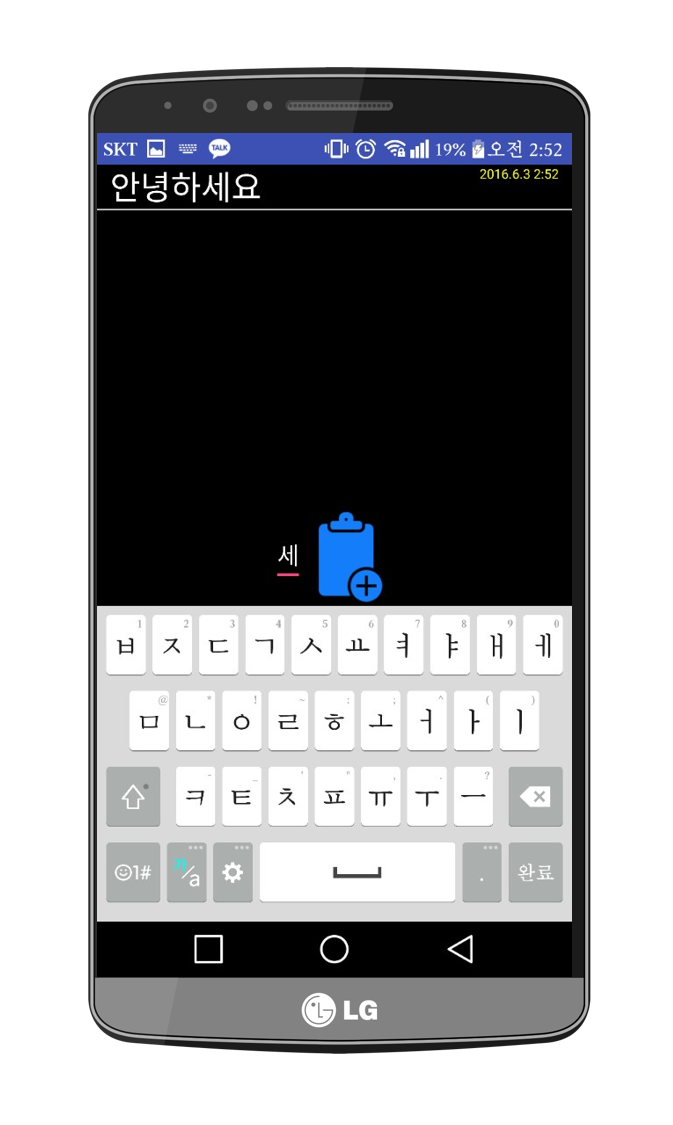 SKT TALK 19% 오전 2:52
2016.6.3 2:52
안녕하세요
세
1 2 3 4 5 6 7 8 9 0
ㅂ ㅈ ㄷ ㄱ ㅅ ㅛ ㅕ ㅑ ㅐ ㅔ
@ * ! ~ : ; ^ ( )
ㅁ ㄴ ㅇ ㄹ ㅎ ㅗ ㅓ ㅏ ㅣ
?
ㅋ ㅌ ㅊ ㅍ ㅠ ㅜ ㅡ
1# /a . 완료
LG